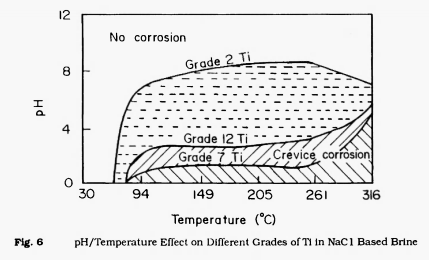 12
No corrosion
Grade 2 Ti
8
pH
4
Grade 12 Ti
Grade 7 Ti
Crevice corrosion
0
30 94 149 205 261 316
Temperature (°C)
Fig. 6 pH/Temperature Effect on Different Grades of Ti in NaCl Based Brine